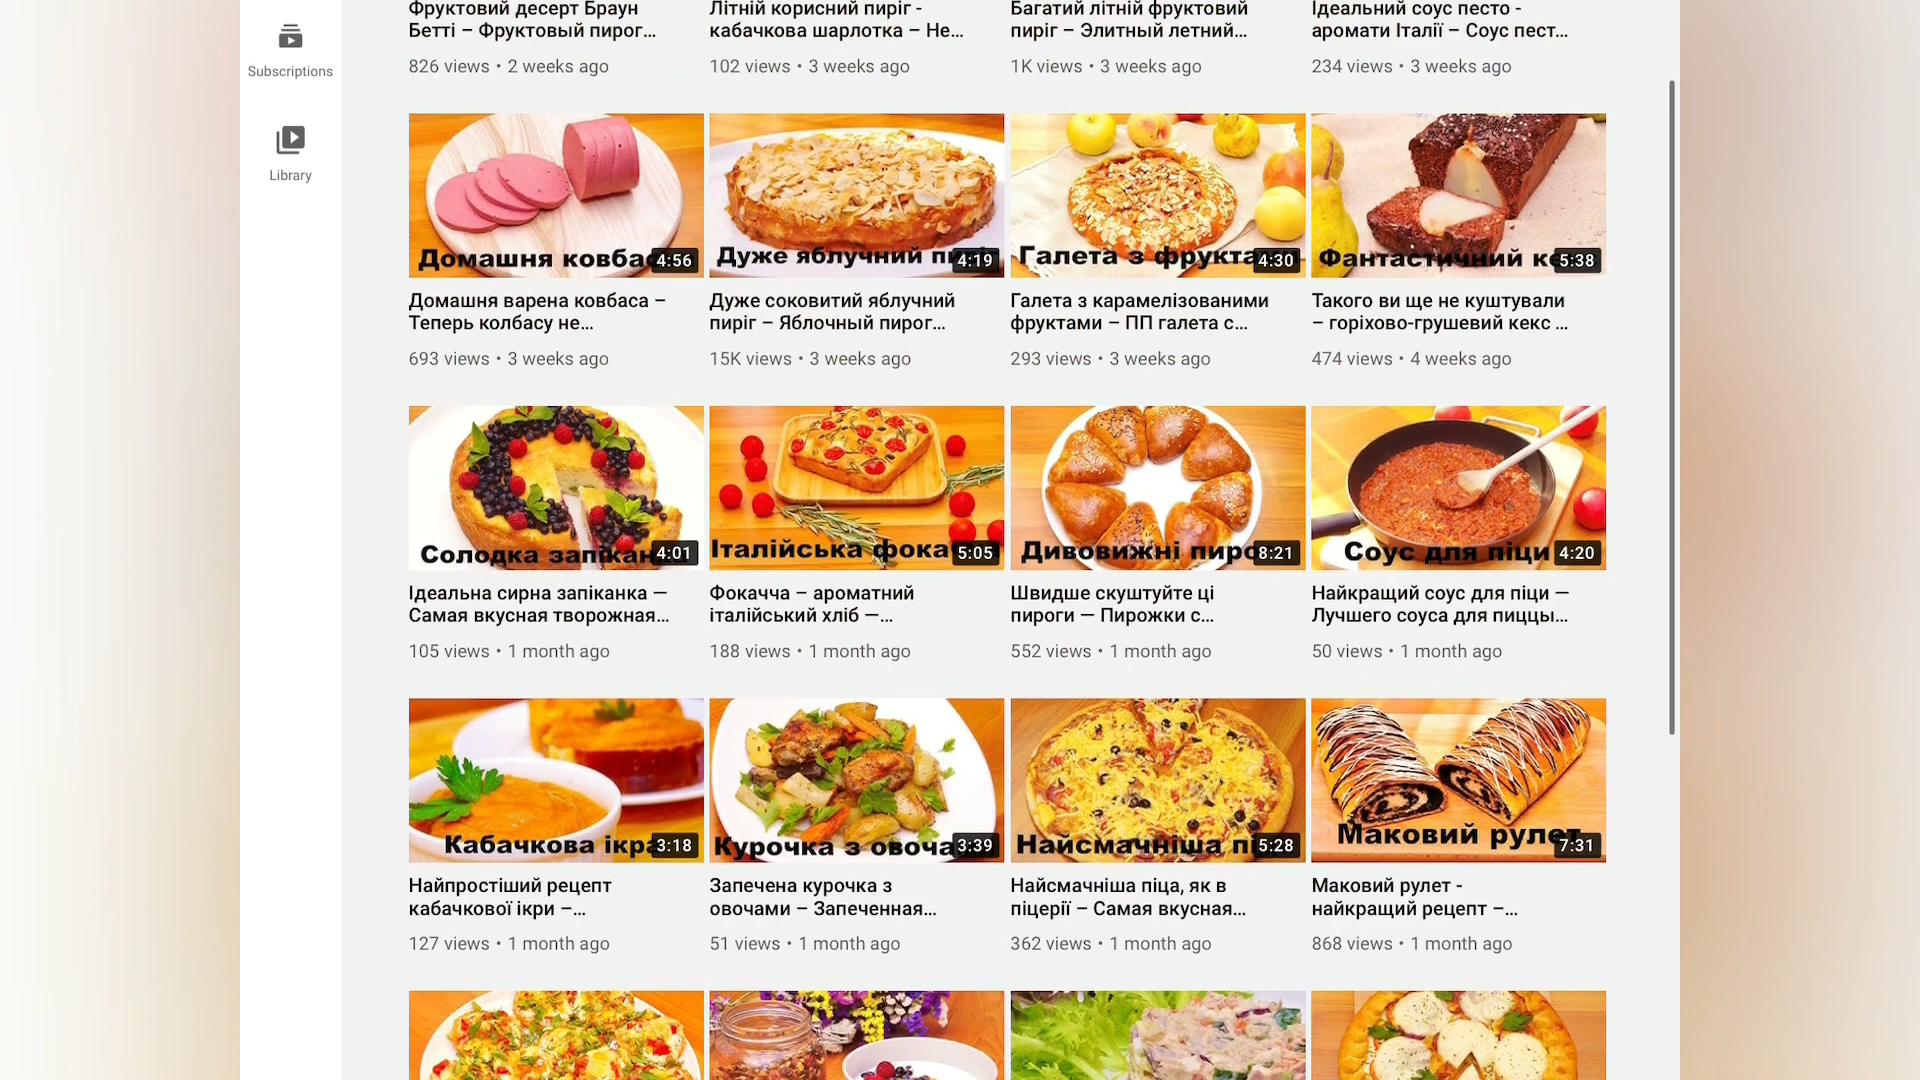 Фруктовий десерт Браун
Бетті – Фруктовый пирог...
826 views • 2 weeks ago
Літній корисний пиріг -
кабачкова шарлотка – Не...
102 views • 3 weeks ago
Багатий літній фруктовий
пиріг – Элитный летний...
1K views • 3 weeks ago
Ідеальний соус песто -
аромати Італії – Соус пест...
234 views • 3 weeks ago
Subscriptions
Library
Домашня ковбас
4:56
Домашня варена ковбаса –
Теперь колбасу не...
693 views • 3 weeks ago
Дуже яблучний пиріг
4:19
Дуже соковитий яблучний
пиріг – Яблочный пирог...
15K views • 3 weeks ago
Галета з фрукта
4:30
Галета з карамелізованими
фруктами – ПП галета с...
293 views • 3 weeks ago
Фантастичний ке
5:38
Такого ви ще не куштували
– горіхово-грушевий кекс ...
474 views • 4 weeks ago
Солодка запіканка
4:01
Ідеальна сирна запіканка —
Самая вкусная творожная...
105 views • 1 month ago
Італійська фока
5:05
Фокачча – ароматний
італійський хліб —...
188 views • 1 month ago
Дивовижні пиро
8:21
Швидше скуштуйте ці
пироги — Пирожки с...
552 views • 1 month ago
Соус для піци
4:20
Найкращий соус для піци —
Лучшего соуса для пиццы...
50 views • 1 month ago
Кабачкова ікра
3:18
Найпростіший рецепт
кабачкової ікри –...
127 views • 1 month ago
Курочка з овоча
3:39
Запечена курочка з
овочами – Запеченная...
51 views • 1 month ago
Найсмачніша пі
5:28
Найсмачніша піца, як в
піцерії – Самая вкусная...
362 views • 1 month ago
Маковий рулет
7:31
Маковий рулет -
найкращий рецепт –...
868 views • 1 month ago